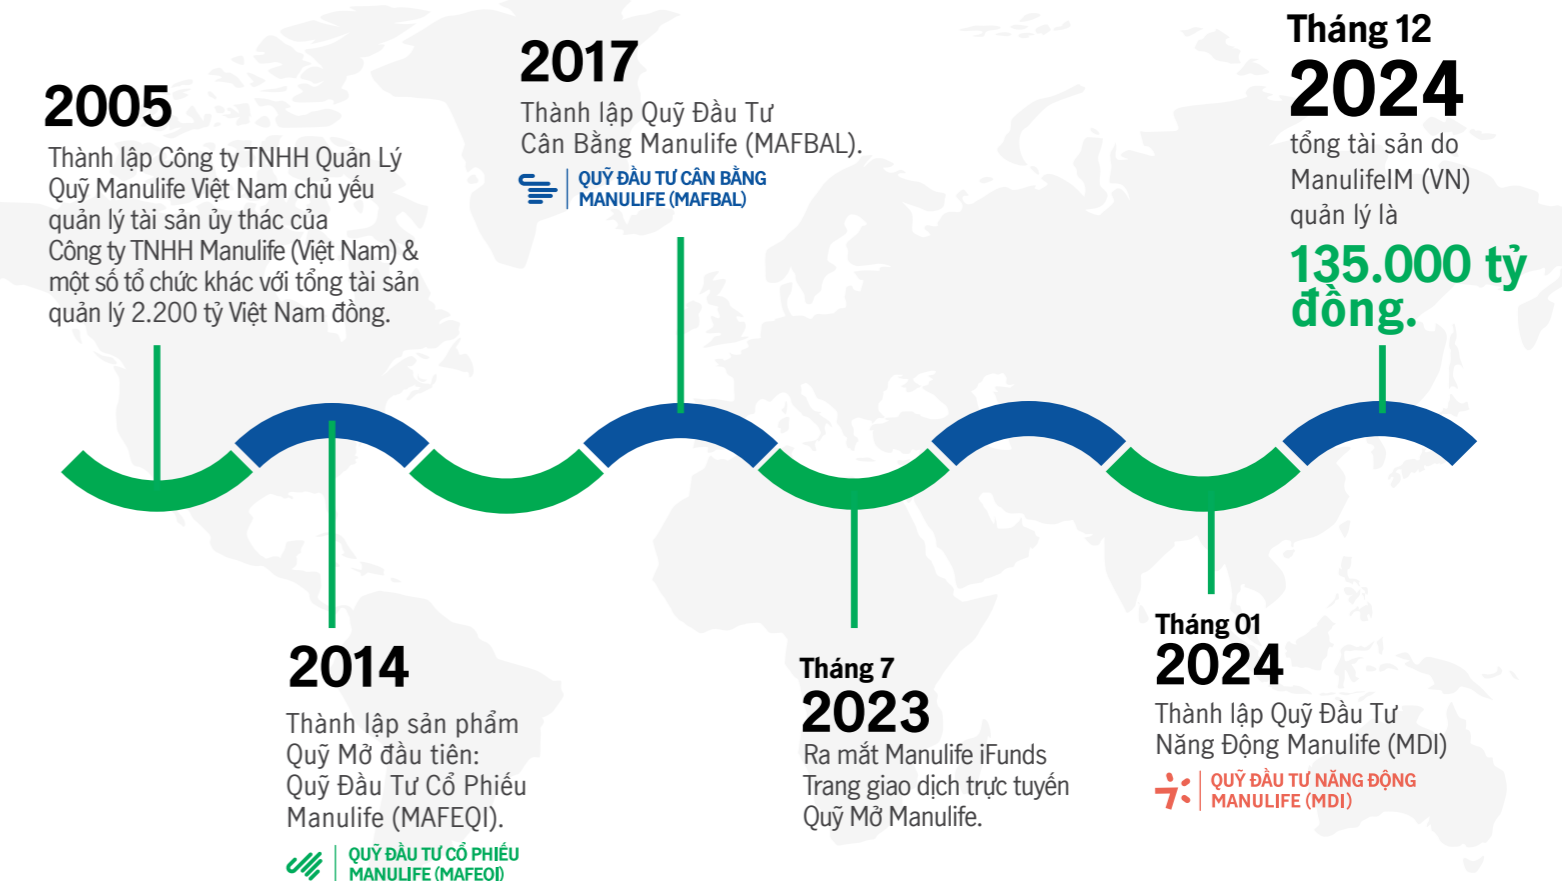 2005
Thành lập Công ty TNHH Quản Lý
Quỹ Manulife Việt Nam chủ yếu
quản lý tài sản ủy thác của
Công ty TNHH Manulife (Việt Nam) &
một số tổ chức khác với tổng tài sản
quản lý 2.200 tỷ Việt Nam đồng.
2014
Thành lập sản phẩm
Quỹ Mở đầu tiên:
Quỹ Đầu Tư Cổ Phiếu
Manulife (MAFEQI).
QUỸ ĐẦU TƯ CỔ PHIẾU
MANULIFE (MAFEQI)
2017
Thành lập Quỹ Đầu Tư
Cân Bằng Manulife (MAFBAL).
QUỸ ĐẦU TƯ CÂN BẰNG
MANULIFE (MAFBAL)
Tháng 7
2023
Ra mắt Manulife iFunds
Trang giao dịch trực tuyến
Quỹ Mở Manulife.
Tháng 01
2024
Thành lập Quỹ Đầu Tư
Năng Động Manulife (MDI)
QUỸ ĐẦU TƯ NĂNG ĐỘNG
MANULIFE (MDI)
Tháng 12
2024
tổng tài sản do
ManulifeIM (VN)
quản lý là
135.000 tỷ
đồng.